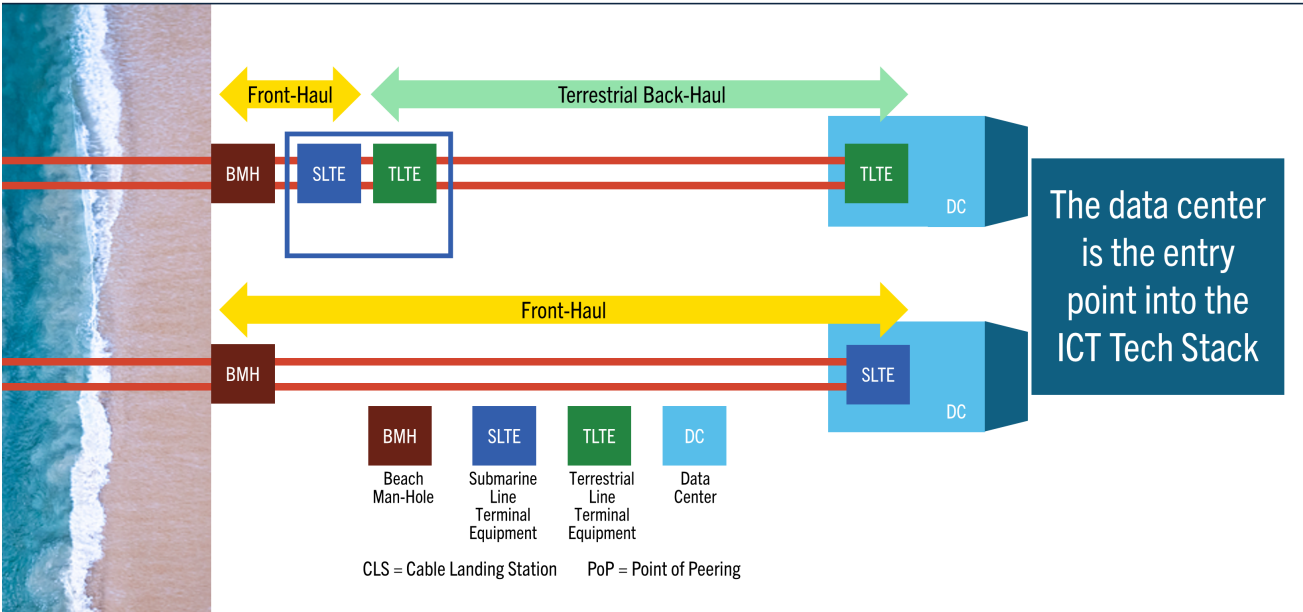 Front-Haul
Terrestrial Back-Haul
BMH
SLTE
TLTE
TLTE
DC
The data center
is the entry
point into the
ICT Tech Stack
Front-Haul
BMH
SLTE
DC
BMH
SLTE
TLTE
DC
Beach
Man-Hole
Submarine
Line
Terminal
Equipment
Terrestrial
Line
Terminal
Equipment
Data
Center
CLS = Cable Landing Station
PoP = Point of Peering